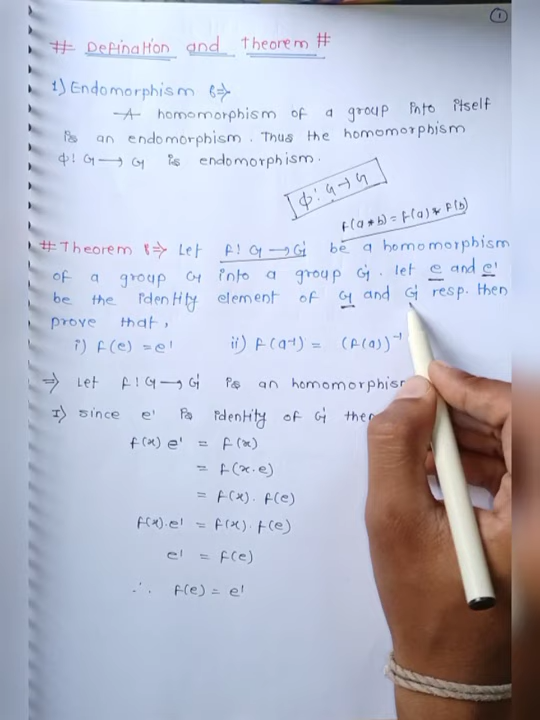 ①
# Defination and theorem #
1) Endomorphism :⇒
A homomorphism of a group into itself
is an endomorphism. Thus the homomorphism
ϕ: G → G is endomorphism.
ϕ: G → G
f(a * b) = f(a) * f(b)
# Theorem :⇒ Let f: G → G' be a homomorphism
of a group G into a group G'. let e and e'
be the identity element of G and G' resp. then
prove that,
i) f(e) = e' ii) f(a⁻¹) = (f(a))⁻¹
⇒ Let f: G → G' is an homomorphism
I) since e' is identity of G' then
f(x) e' = f(x)
= f(x.e)
= f(x). f(e)
f(x).e' = f(x). f(e)
e' = f(e)
∴ f(e) = e'